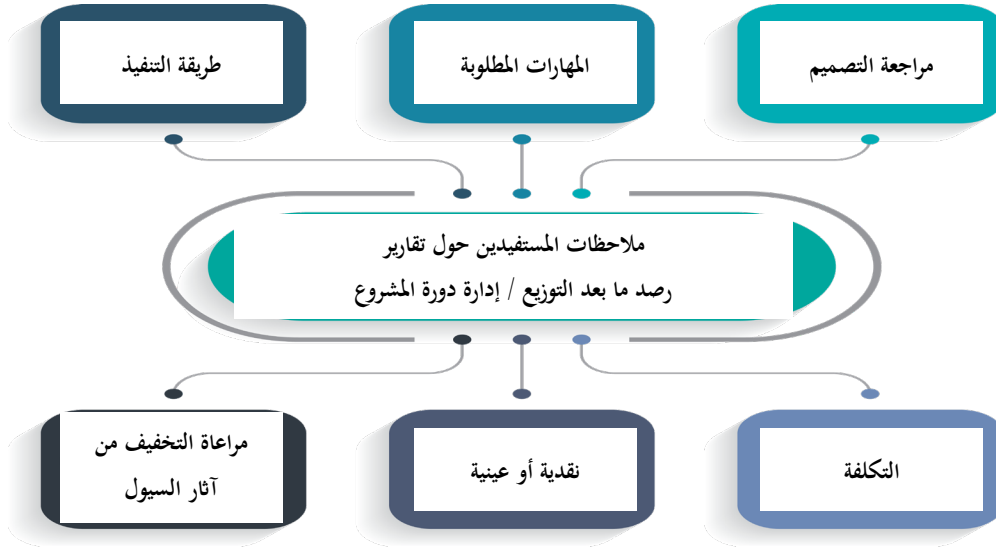 مراجعة التصميم
المهارات المطلوبة
طريقة التنفيذ
ملاحظات المستفيدين حول تقارير
رصد ما بعد التوزيع / إدارة دورة المشروع
التكلفة
نقدية أو عينية
مراعاة التخفيف من
آثار السيول